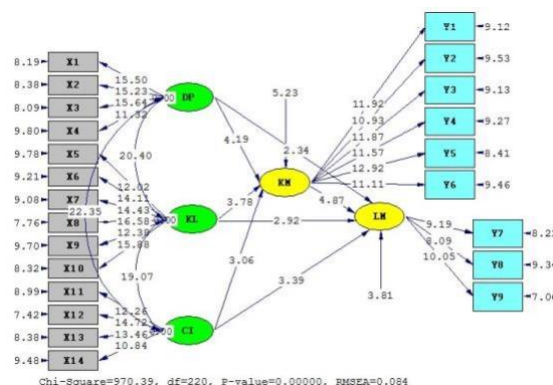 8.19 X1
8.38 X2
8.09 X3
9.80 X4
9.78 X5
9.21 X6
9.08 X7
7.76 X8
9.70 X9
8.32 X10
8.99 X11
7.42 X12
8.38 X13
9.48 X14
15.50
15.23
15.64
11.32
20.40
12.02
14.11
14.43
16.58
12.38
15.88
22.35
19.07
12.26
14.72
13.46
10.84
DP
KL
CI
5.23
4.19
2.34
3.78
2.92
3.06
3.39
4.87
3.81
KM
LM
11.92
10.93
11.87
11.57
12.92
11.11
Y1 9.12
Y2 9.53
Y3 9.13
Y4 9.27
Y5 8.41
Y6 9.46
9.19
8.09
10.05
Y7
Y8 9.34
Y9
Chi-Square=970.39, df=220, P-value=0.00000, RMSEA=0.084